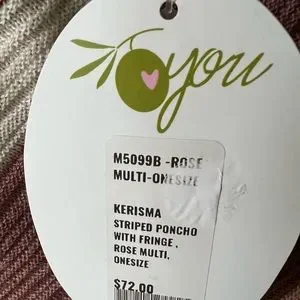 you
M5099B -ROSE
MULTI-ONESIZE
KERISMA
STRIPED PONCHO
WITH FRINGE ,
ROSE MULTI,
ONESIZE
$72.00